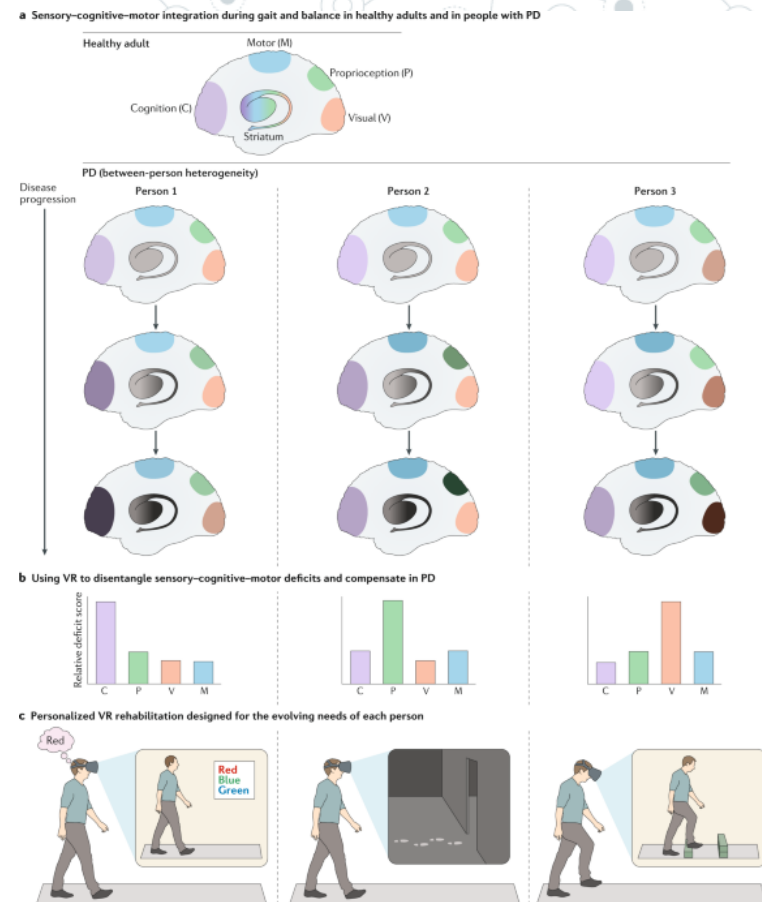 a Sensory–cognitive–motor integration during gait and balance in healthy adults and in people with PD
Healthy adult
Motor (M)
Proprioception (P)
Cognition (C)
Visual (V)
Striatum
PD (between-person heterogeneity)
Disease
progression
Person 1
Person 2
Person 3
b Using VR to disentangle sensory–cognitive–motor deficits and compensate in PD
Relative deficit score
C P V M
C P V M
C P V M
c Personalized VR rehabilitation designed for the evolving needs of each person
Red
Red
Blue
Green